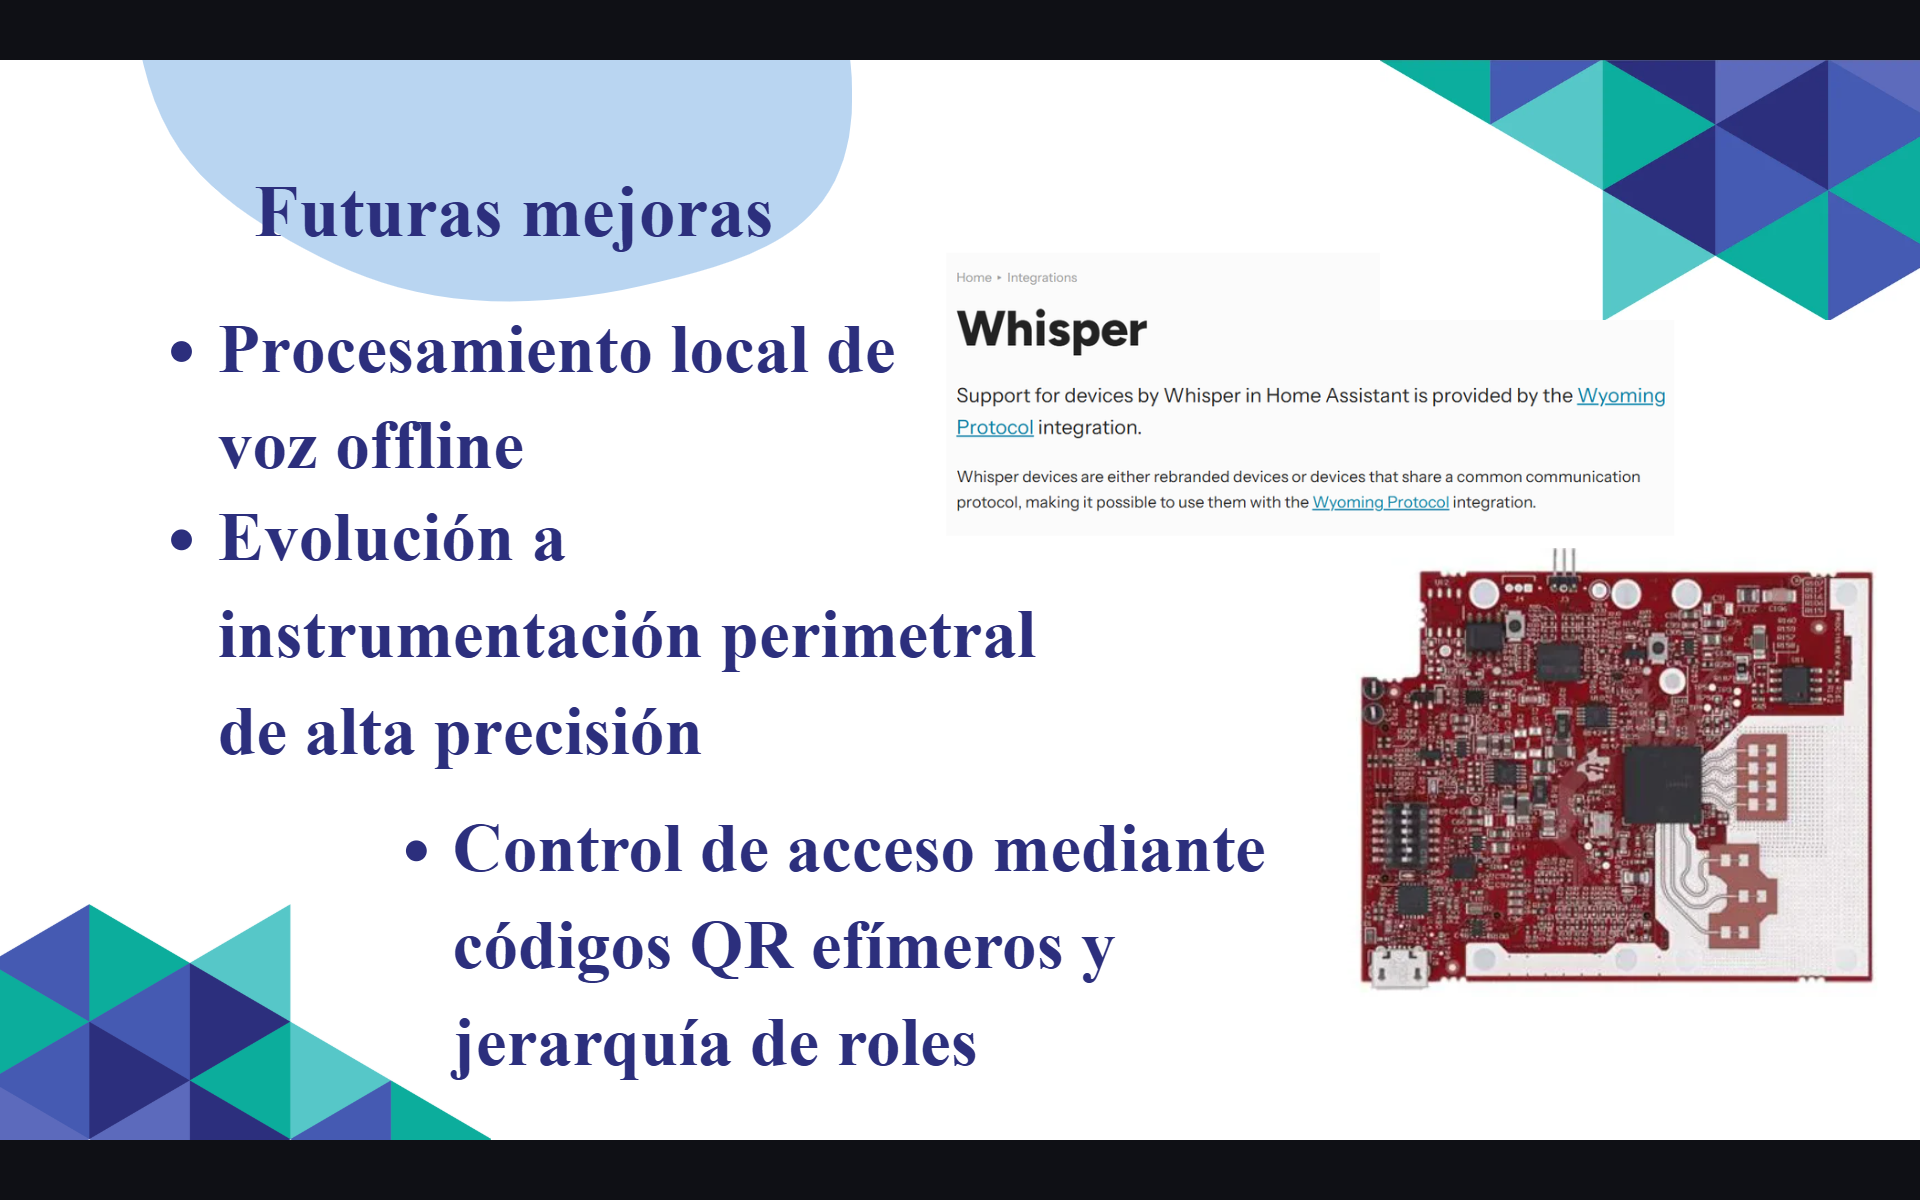 Futuras mejoras
• Procesamiento local de
voz offline
• Evolución a
instrumentación perimetral
de alta precisión
• Control de acceso mediante
códigos QR efímeros y
jerarquía de roles
Home ▸ Integrations
Whisper
Support for devices by Whisper in Home Assistant is provided by the Wyoming
Protocol integration.
Whisper devices are either rebranded devices or devices that share a common communication
protocol, making it possible to use them with the Wyoming Protocol integration.